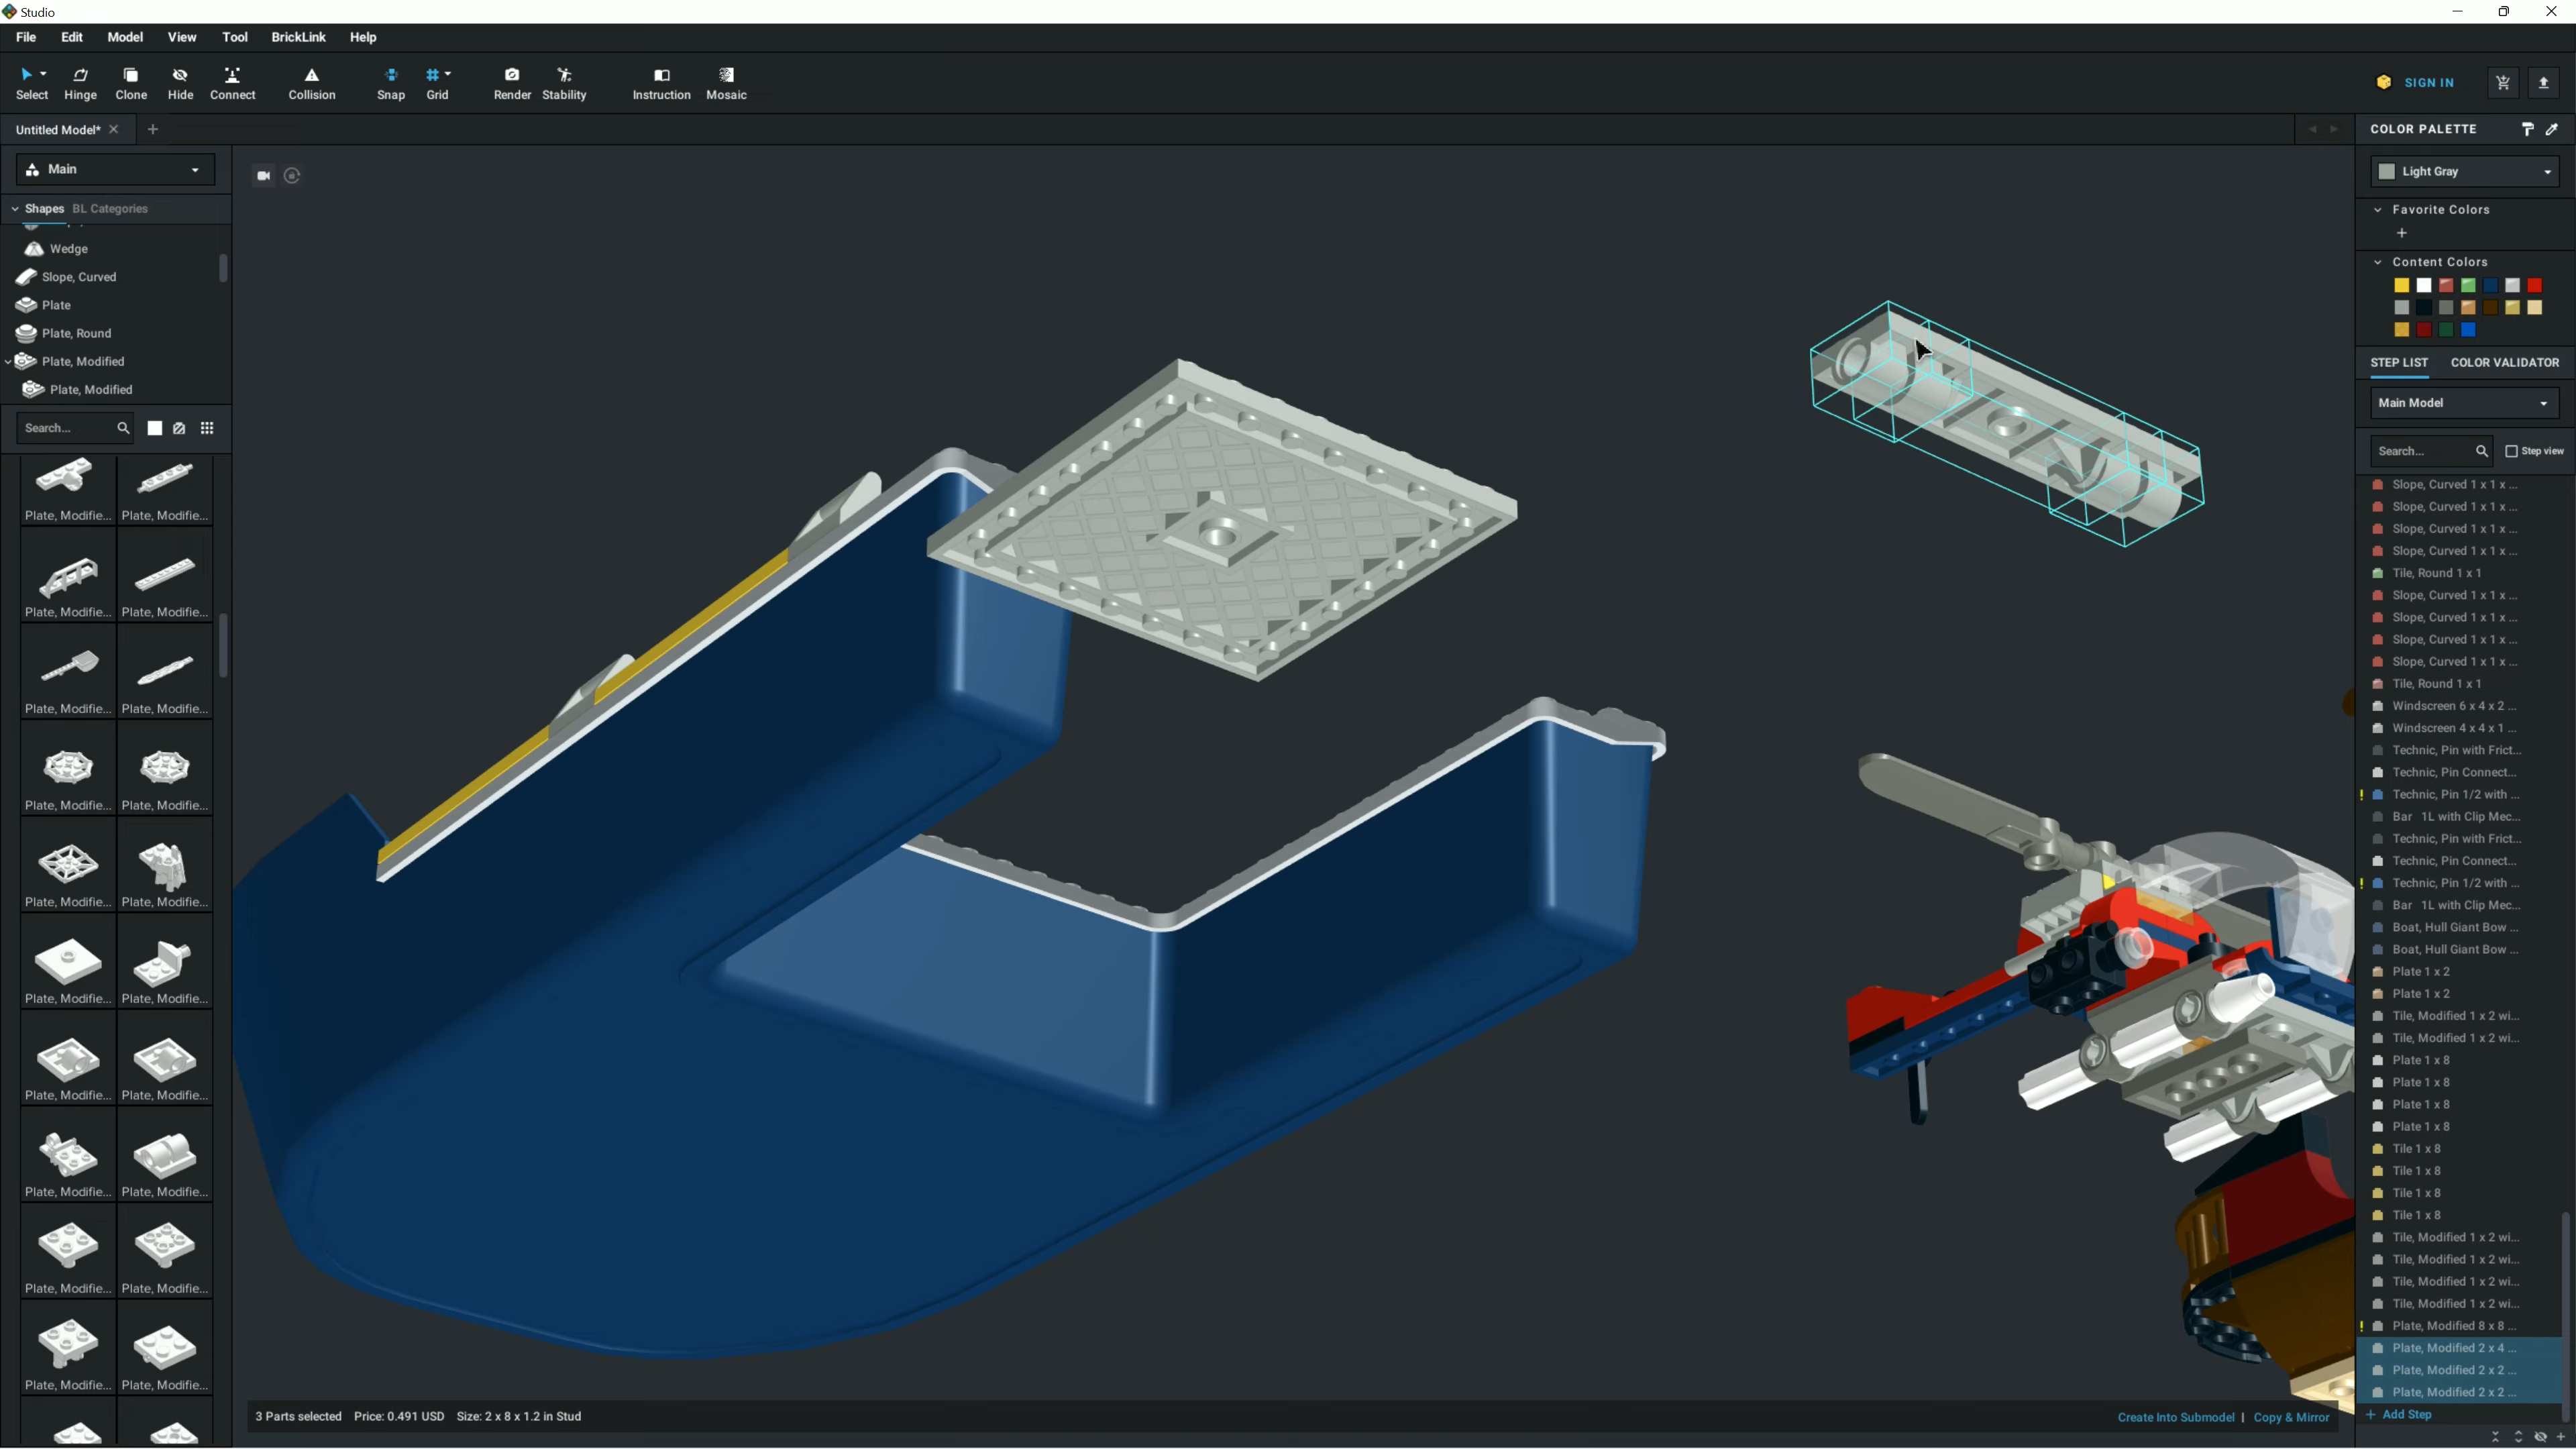 Studio
File Edit Model View Tool BrickLink Help
Select Hinge Clone Hide Connect Collision Snap Grid Render Stability Instruction Mosaic
SIGN IN
Untitled Model*
COLOR PALETTE
Main
Light Gray
Shapes BL Categories
Favorite Colors
Wedge
Slope, Curved
Content Colors
Plate
Plate, Round
Plate, Modified
STEP LIST COLOR VALIDATOR
Plate, Modified
Main Model
Search...
Search... Step view
Plate, Modifie... Plate, Modifie...
Plate, Modifie... Plate, Modifie...
Plate, Modifie... Plate, Modifie...
Plate, Modifie... Plate, Modifie...
Plate, Modifie... Plate, Modifie...
Plate, Modifie... Plate, Modifie...
Plate, Modifie... Plate, Modifie...
Plate, Modifie... Plate, Modifie...
Plate, Modifie... Plate, Modifie...
Plate, Modifie... Plate, Modifie...
Slope, Curved 1 x 1 x ...
Slope, Curved 1 x 1 x ...
Slope, Curved 1 x 1 x ...
Slope, Curved 1 x 1 x ...
Tile, Round 1 x 1
Slope, Curved 1 x 1 x ...
Slope, Curved 1 x 1 x ...
Slope, Curved 1 x 1 x ...
Slope, Curved 1 x 1 x ...
Tile, Round 1 x 1
Windscreen 6 x 4 x 2 ...
Windscreen 4 x 4 x 1 ...
Technic, Pin with Frict...
Technic, Pin Connect...
! Technic, Pin 1/2 with ...
Bar 1L with Clip Mec...
Technic, Pin with Frict...
Technic, Pin Connect...
! Technic, Pin 1/2 with ...
Bar 1L with Clip Mec...
Boat, Hull Giant Bow ...
Boat, Hull Giant Bow ...
Plate 1 x 2
Plate 1 x 2
Tile, Modified 1 x 2 wi...
Tile, Modified 1 x 2 wi...
Plate 1 x 8
Plate 1 x 8
Plate 1 x 8
Plate 1 x 8
Tile 1 x 8
Tile 1 x 8
Tile 1 x 8
Tile 1 x 8
Tile, Modified 1 x 2 wi...
Tile, Modified 1 x 2 wi...
Tile, Modified 1 x 2 wi...
Tile, Modified 1 x 2 wi...
! Plate, Modified 8 x 8 ...
Plate, Modified 2 x 4 ...
Plate, Modified 2 x 2 ...
Plate, Modified 2 x 2 ...
+ Add Step
3 Parts selected Price: 0.491 USD Size: 2 x 8 x 1.2 in Stud
Create Into Submodel | Copy & Mirror